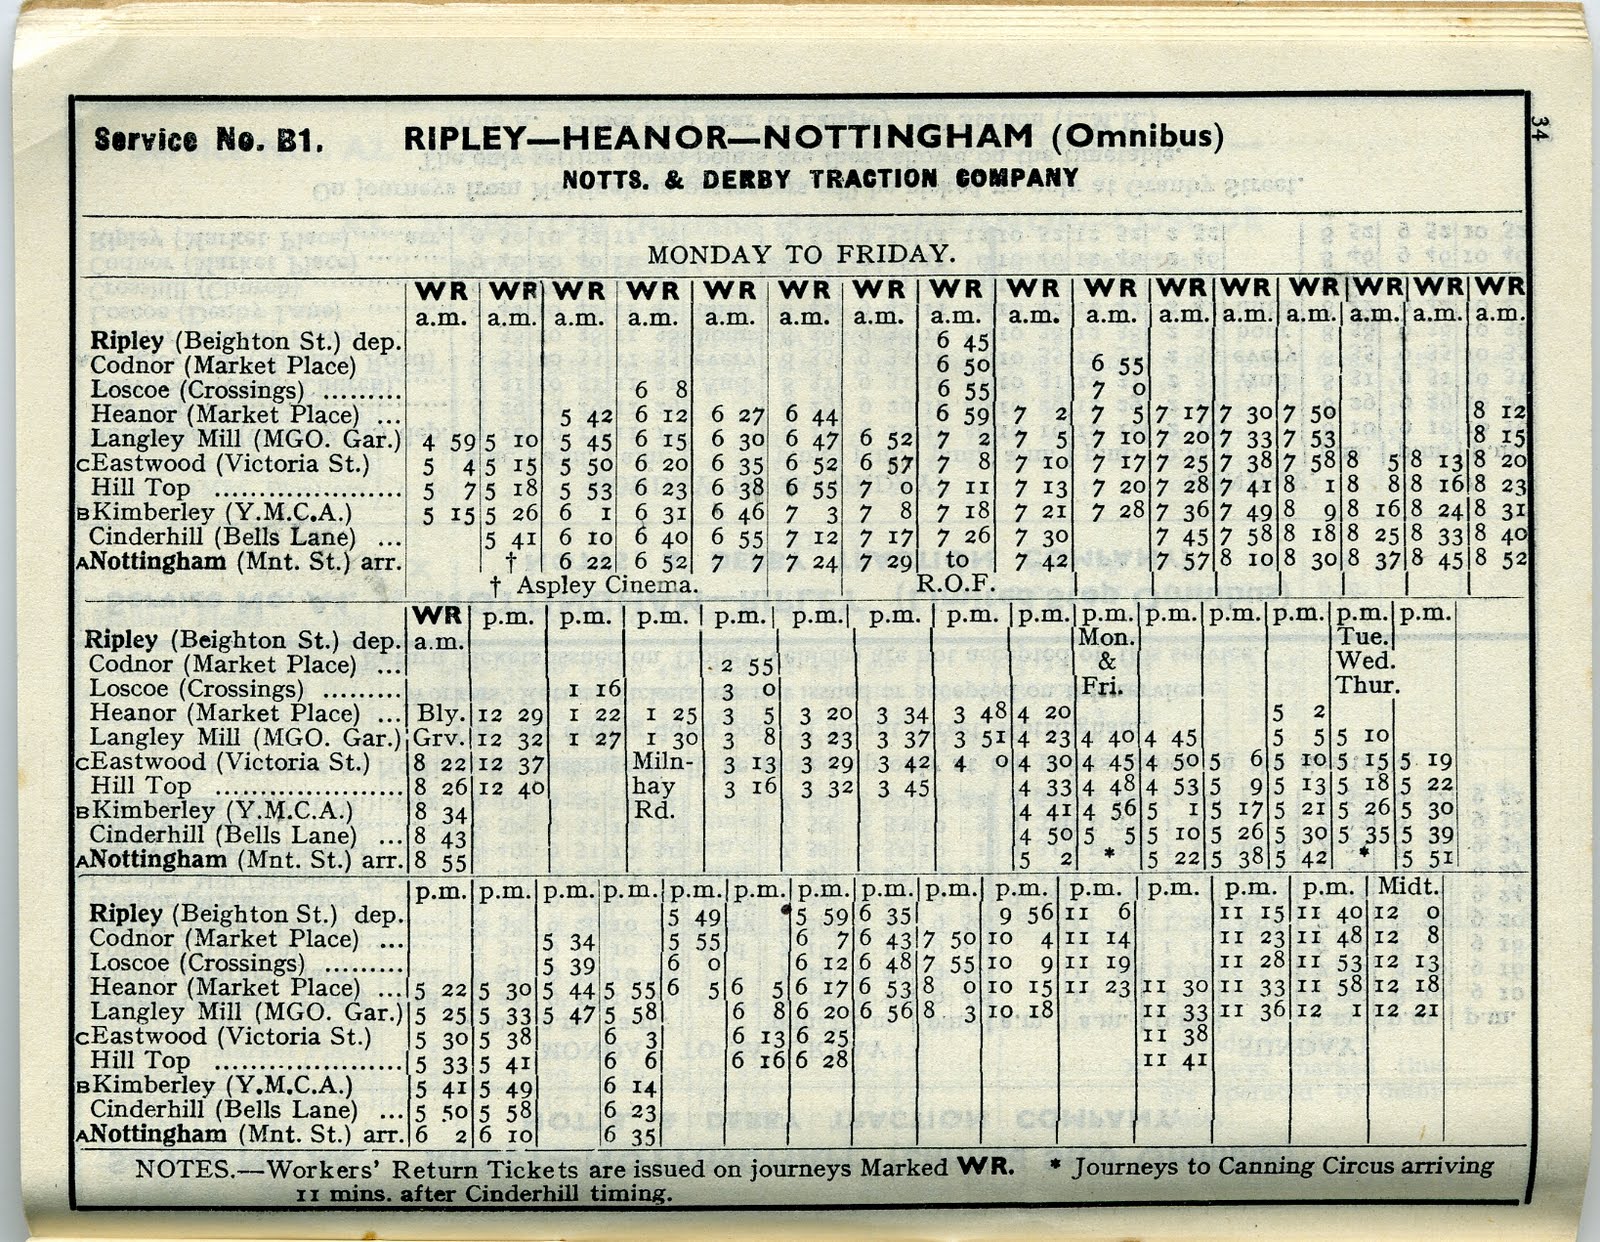 34
Service No. B1. RIPLEY—HEANOR—NOTTINGHAM (Omnibus)
NOTTS. & DERBY TRACTION COMPANY
MONDAY TO FRIDAY.
WR WR WR WR WR WR WR WR WR WR WR WR WR WR WR WR
a.m. a.m. a.m. a.m. a.m. a.m. a.m. a.m. a.m. a.m. a.m. a.m. a.m. a.m. a.m. a.m.
Ripley (Beighton St.) dep. 6 45
Codnor (Market Place) 6 50 6 55
Loscoe (Crossings) ......... 6 8 6 55 7 0
Heanor (Market Place) ... 5 42 6 12 6 27 6 44 6 59 7 2 7 5 7 17 7 30 7 50 8 12
Langley Mill (MGO. Gar.) 4 59 5 10 5 45 6 15 6 30 6 47 6 52 7 2 7 5 7 10 7 20 7 33 7 53 8 15
CEastwood (Victoria St.) 5 4 5 15 5 50 6 20 6 35 6 52 6 57 7 8 7 10 7 17 7 25 7 38 7 58 8 5 8 13 8 20
Hill Top ..................... 5 7 5 18 5 53 6 23 6 38 6 55 7 0 7 11 7 13 7 20 7 28 7 41 8 1 8 8 8 16 8 23
BKimberley (Y.M.C.A.) 5 15 5 26 6 1 6 31 6 46 7 3 7 8 7 18 7 21 7 28 7 36 7 49 8 9 8 16 8 24 8 31
Cinderhill (Bells Lane) ... 5 41 6 10 6 40 6 55 7 12 7 17 7 26 7 30 7 45 7 58 8 18 8 25 8 33 8 40
ANottingham (Mnt. St.) arr. † 6 22 6 52 7 7 7 24 7 29 to 7 42 7 57 8 10 8 30 8 37 8 45 8 52
† Aspley Cinema. R.O.F.
WR p.m. p.m. p.m. p.m. p.m. p.m. p.m. p.m. p.m. p.m. p.m. p.m. p.m. p.m.
Ripley (Beighton St.) dep. a.m. Mon. Tue.
Codnor (Market Place) ... 2 55 & Wed.
Loscoe (Crossings) ......... 1 16 3 0 Fri. Thur.
Heanor (Market Place) ... Bly. 12 29 1 22 1 25 3 5 3 20 3 34 3 48 4 20 5 2
Langley Mill (MGO. Gar.) Grv. 12 32 1 27 1 30 3 8 3 23 3 37 3 51 4 23 4 40 4 45 5 5 5 10
CEastwood (Victoria St.) 8 22 12 37 Miln- 3 13 3 29 3 42 4 0 4 30 4 45 4 50 5 6 5 10 5 15 5 19
Hill Top ..................... 8 26 12 40 hay 3 16 3 32 3 45 4 33 4 48 4 53 5 9 5 13 5 18 5 22
BKimberley (Y.M.C.A.) 8 34 Rd. 4 41 4 56 5 1 5 17 5 21 5 26 5 30
Cinderhill (Bells Lane) ... 8 43 4 50 5 5 5 10 5 26 5 30 5 35 5 39
ANottingham (Mnt. St.) arr. 8 55 5 2 * 5 22 5 38 5 42 * 5 51
p.m. p.m. p.m. p.m. p.m. p.m. p.m. p.m. p.m. p.m. p.m. p.m. p.m. p.m. Midt.
Ripley (Beighton St.) dep. 5 49 5 59 6 35 9 56 11 6 11 15 11 40 12 0
Codnor (Market Place) ... 5 34 5 55 6 7 6 43 7 50 10 4 11 14 11 23 11 48 12 8
Loscoe (Crossings) .......... 5 39 6 0 6 12 6 48 7 55 10 9 11 19 11 28 11 53 12 13
Heanor (Market Place) ... 5 22 5 30 5 44 5 55 6 5 6 5 6 17 6 53 8 0 10 15 11 23 11 30 11 33 11 58 12 18
Langley Mill (MGO. Gar.) 5 25 5 33 5 47 5 58 6 8 6 20 6 56 8 3 10 18 11 33 11 36 12 1 12 21
CEastwood (Victoria St.) 5 30 5 38 6 3 6 13 6 25 11 38
Hill Top ..................... 5 33 5 41 6 6 6 16 6 28 11 41
BKimberley (Y.M.C.A.) 5 41 5 49 6 14
Cinderhill (Bells Lane) ... 5 50 5 58 6 23
ANottingham (Mnt. St.) arr. 6 2 6 10 6 35
NOTES.—Workers' Return Tickets are issued on journeys Marked WR. * Journeys to Canning Circus arriving
11 mins. after Cinderhill timing.